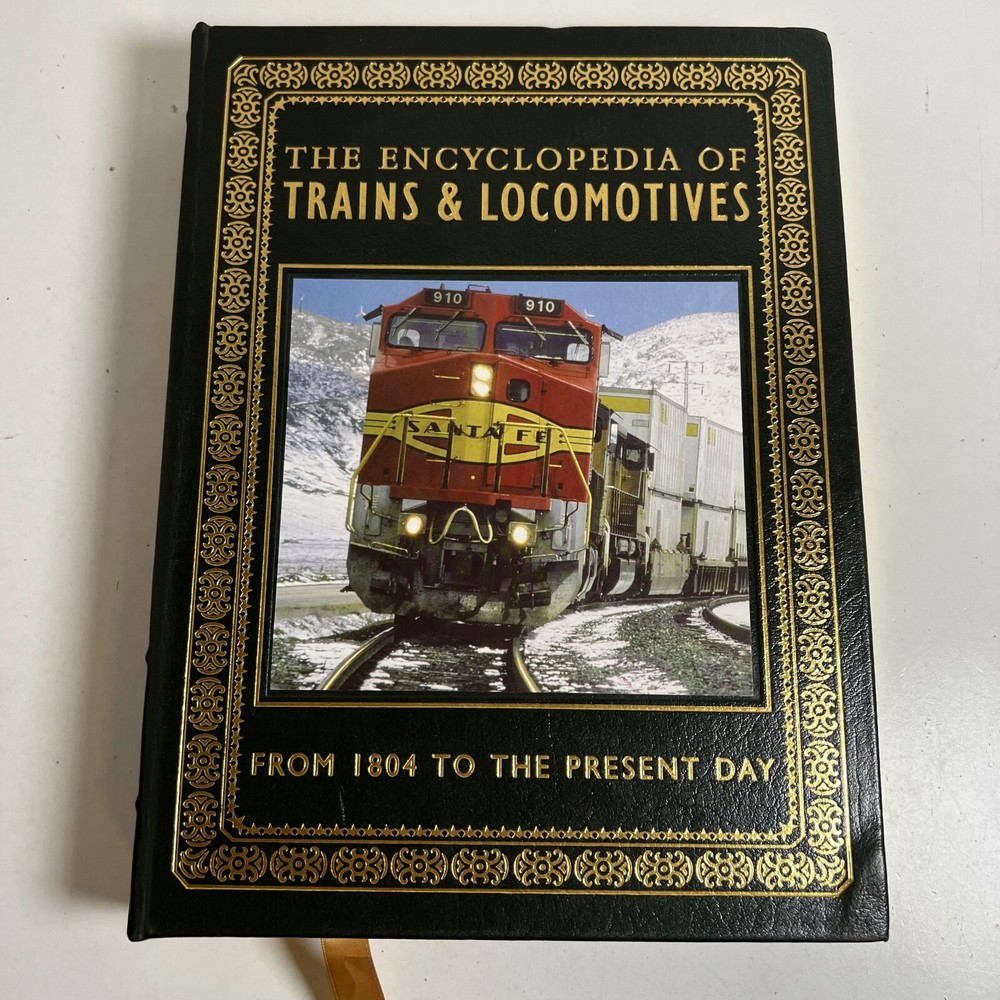 THE ENCYCLOPEDIA OF
TRAINS & LOCOMOTIVES
910 910
SANTA FE
FROM 1804 TO THE PRESENT DAY